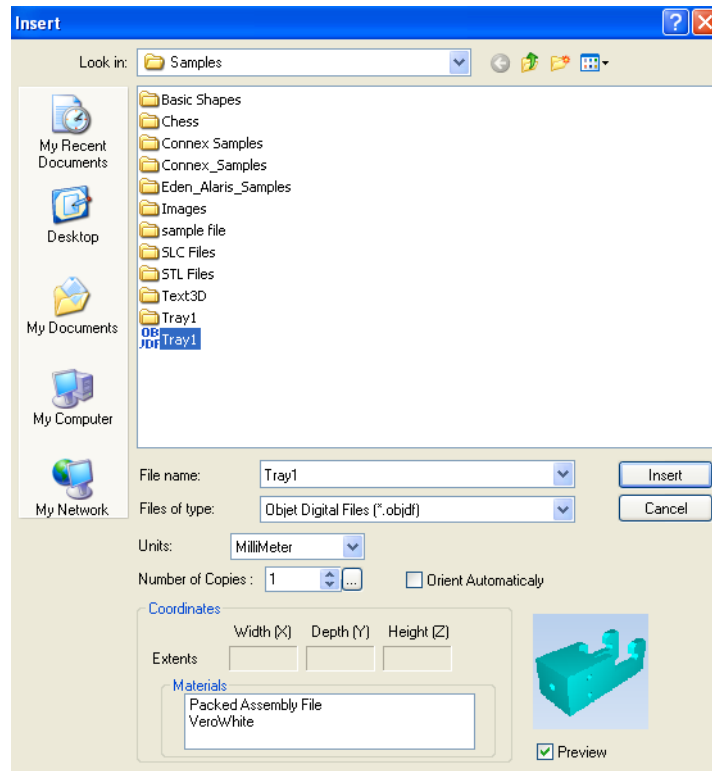 Insert
Look in:
Samples
My Recent
Documents
Desktop
My Documents
My Computer
My Network
Basic Shapes
Chess
Connex Samples
Connex_Samples
Eden_Alaris_Samples
Images
sample file
SLC Files
STL Files
Text3D
Tray1
OB
JDF Tray1
File name: Tray1 Insert
Files of type: Objet Digital Files (*.objdf) Cancel
Units: MilliMeter
Number of Copies : 1 ... Orient Automaticaly
Coordinates
Width (X) Depth (Y) Height (Z)
Extents
Materials
Packed Assembly File
VeroWhite
Preview